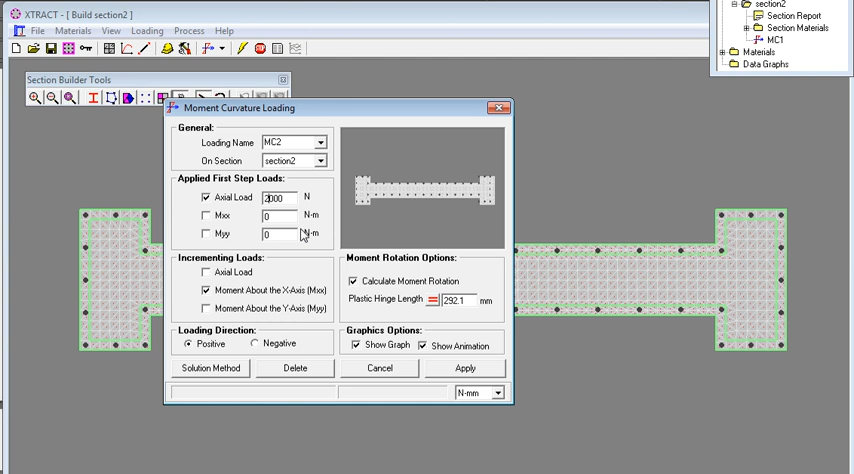 XTRACT - [ Build section2 ]
File Materials View Loading Process Help
section2
Section Report
Section Materials
MC1
Materials
Data Graphs
Section Builder Tools
Moment Curvature Loading
General:
Loading Name MC2
On Section section2
Applied First Step Loads:
Axial Load 2000 N
Mxx 0 N-m
Myy 0 N-m
Incrementing Loads:
Axial Load
Moment About the X-Axis (Mxx)
Moment About the Y-Axis (Myy)
Moment Rotation Options:
Calculate Moment Rotation
Plastic Hinge Length = 292.1 mm
Loading Direction:
Positive Negative
Graphics Options:
Show Graph Show Animation
Solution Method Delete Cancel Apply
N-mm